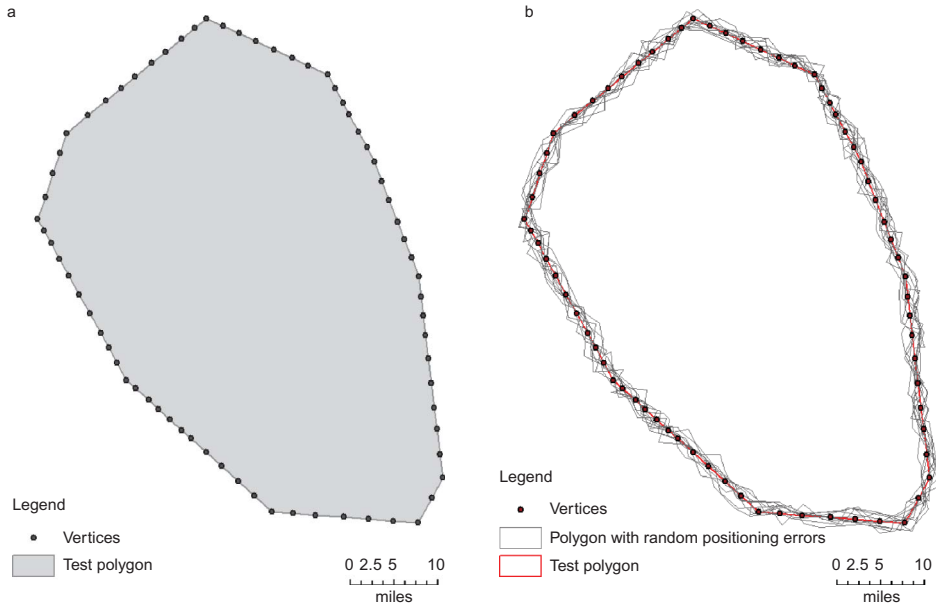 a
Legend
Vertices
Test polygon
0 2.5 5 10
miles
b
Legend
Vertices
Polygon with random positioning errors
Test polygon
0 2.5 5 10
miles